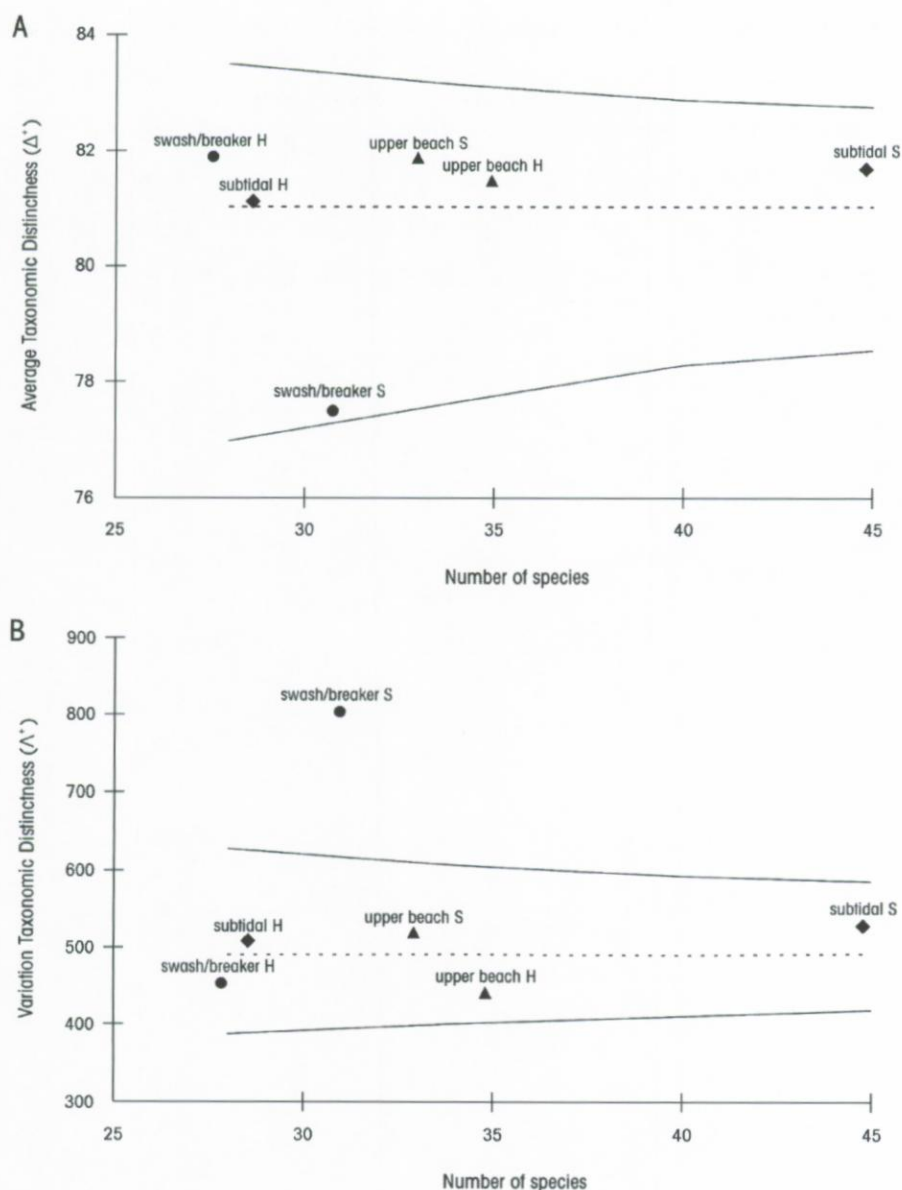 A
84
82
80
78
76
Average Taxonomic Distinctness (Δ⁺)
swash/breaker H
subtidal H
upper beach S
upper beach H
subtidal S
swash/breaker S
25
30
35
40
45
Number of species
B
900
800
700
600
500
400
300
Variation Taxonomic Distinctness (Λ⁺)
swash/breaker S
subtidal H
swash/breaker H
upper beach S
upper beach H
subtidal S
25
30
35
40
45
Number of species